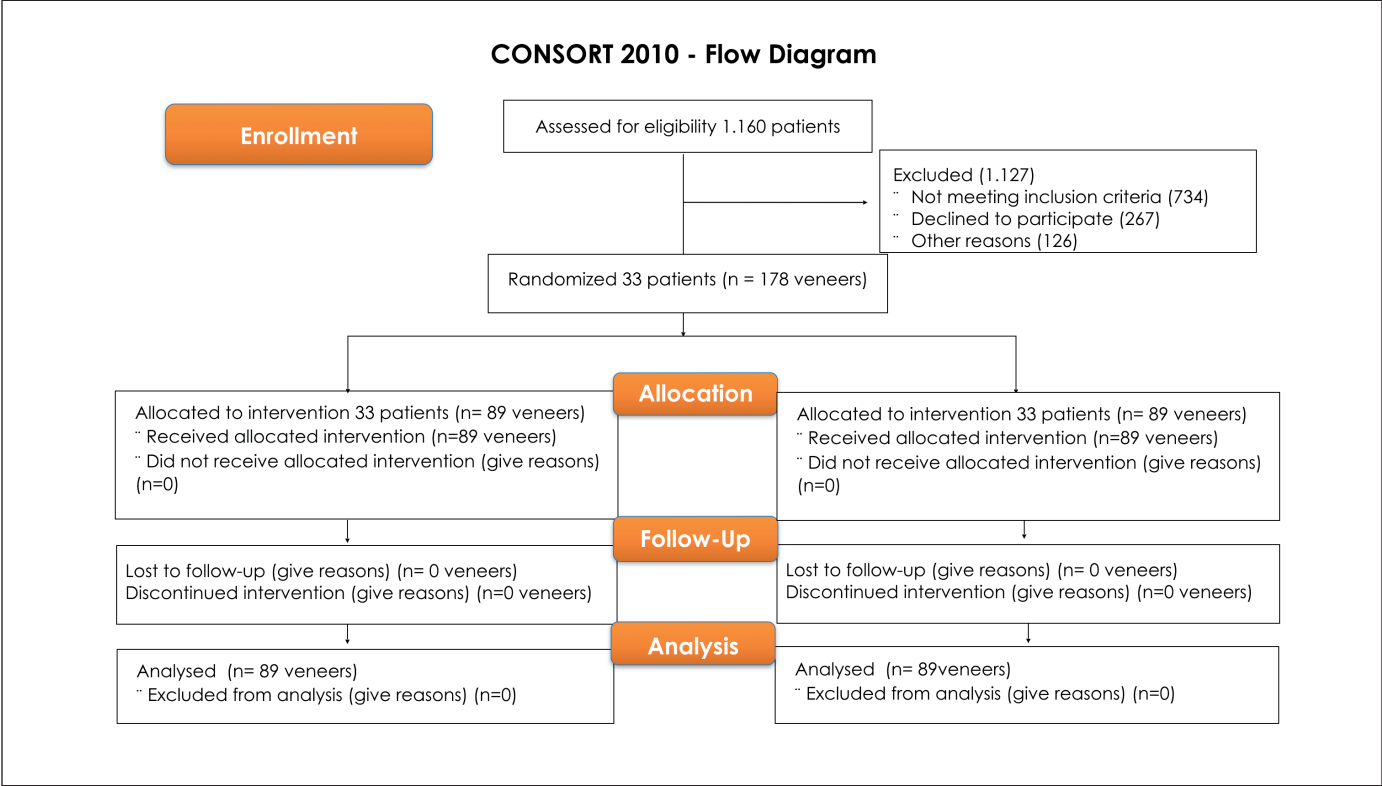 CONSORT 2010 - Flow Diagram
Enrollment
Assessed for eligibility 1.160 patients
Excluded (1.127)
¨ Not meeting inclusion criteria (734)
¨ Declined to participate (267)
¨ Other reasons (126)
Randomized 33 patients (n = 178 veneers)
Allocation
Allocated to intervention 33 patients (n= 89 veneers)
¨ Received allocated intervention (n=89 veneers)
¨ Did not receive allocated intervention (give reasons)
(n=0)
Allocated to intervention 33 patients (n= 89 veneers)
¨ Received allocated intervention (n=89 veneers)
¨ Did not receive allocated intervention (give reasons)
(n=0)
Follow-Up
Lost to follow-up (give reasons) (n= 0 veneers)
Discontinued intervention (give reasons) (n=0 veneers)
Lost to follow-up (give reasons) (n= 0 veneers)
Discontinued intervention (give reasons) (n=0 veneers)
Analysis
Analysed  (n= 89 veneers)
¨ Excluded from analysis (give reasons) (n=0)
Analysed  (n= 89veneers)
¨ Excluded from analysis (give reasons) (n=0)